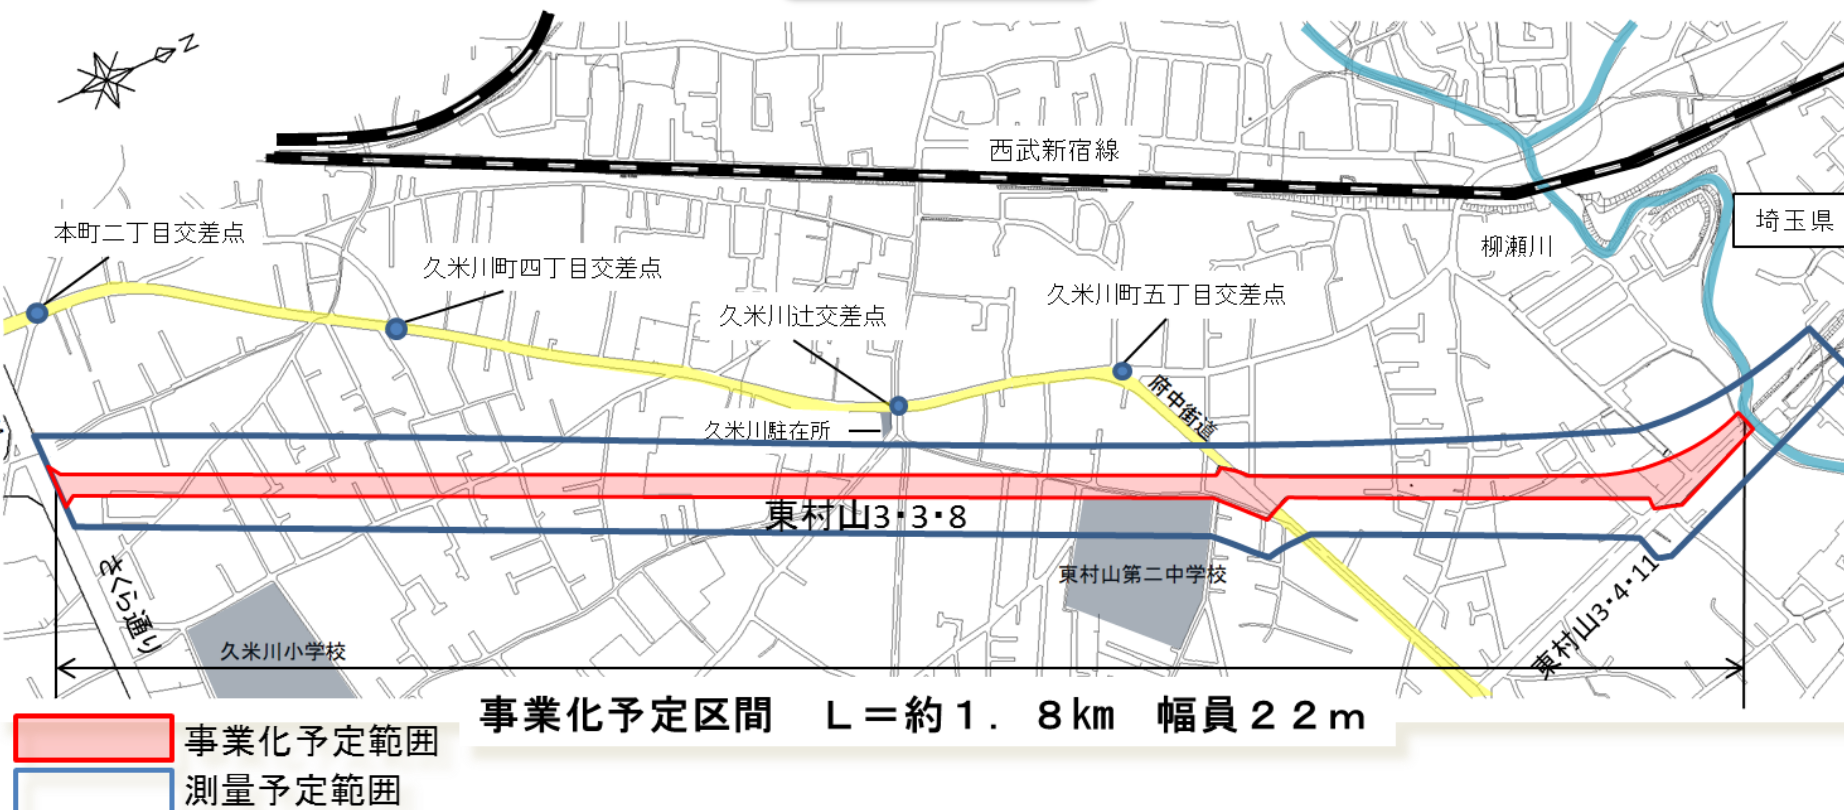 N
西武新宿線
埼玉県
柳瀬川
本町二丁目交差点
久米川町四丁目交差点
久米川辻交差点
久米川町五丁目交差点
府中街道
久米川駐在所
東村山3・3・8
東村山第二中学校
さくら通り
久米川小学校
東村山3・4・11
事業化予定区間　L=約1.8km　幅員22m
事業化予定範囲
測量予定範囲